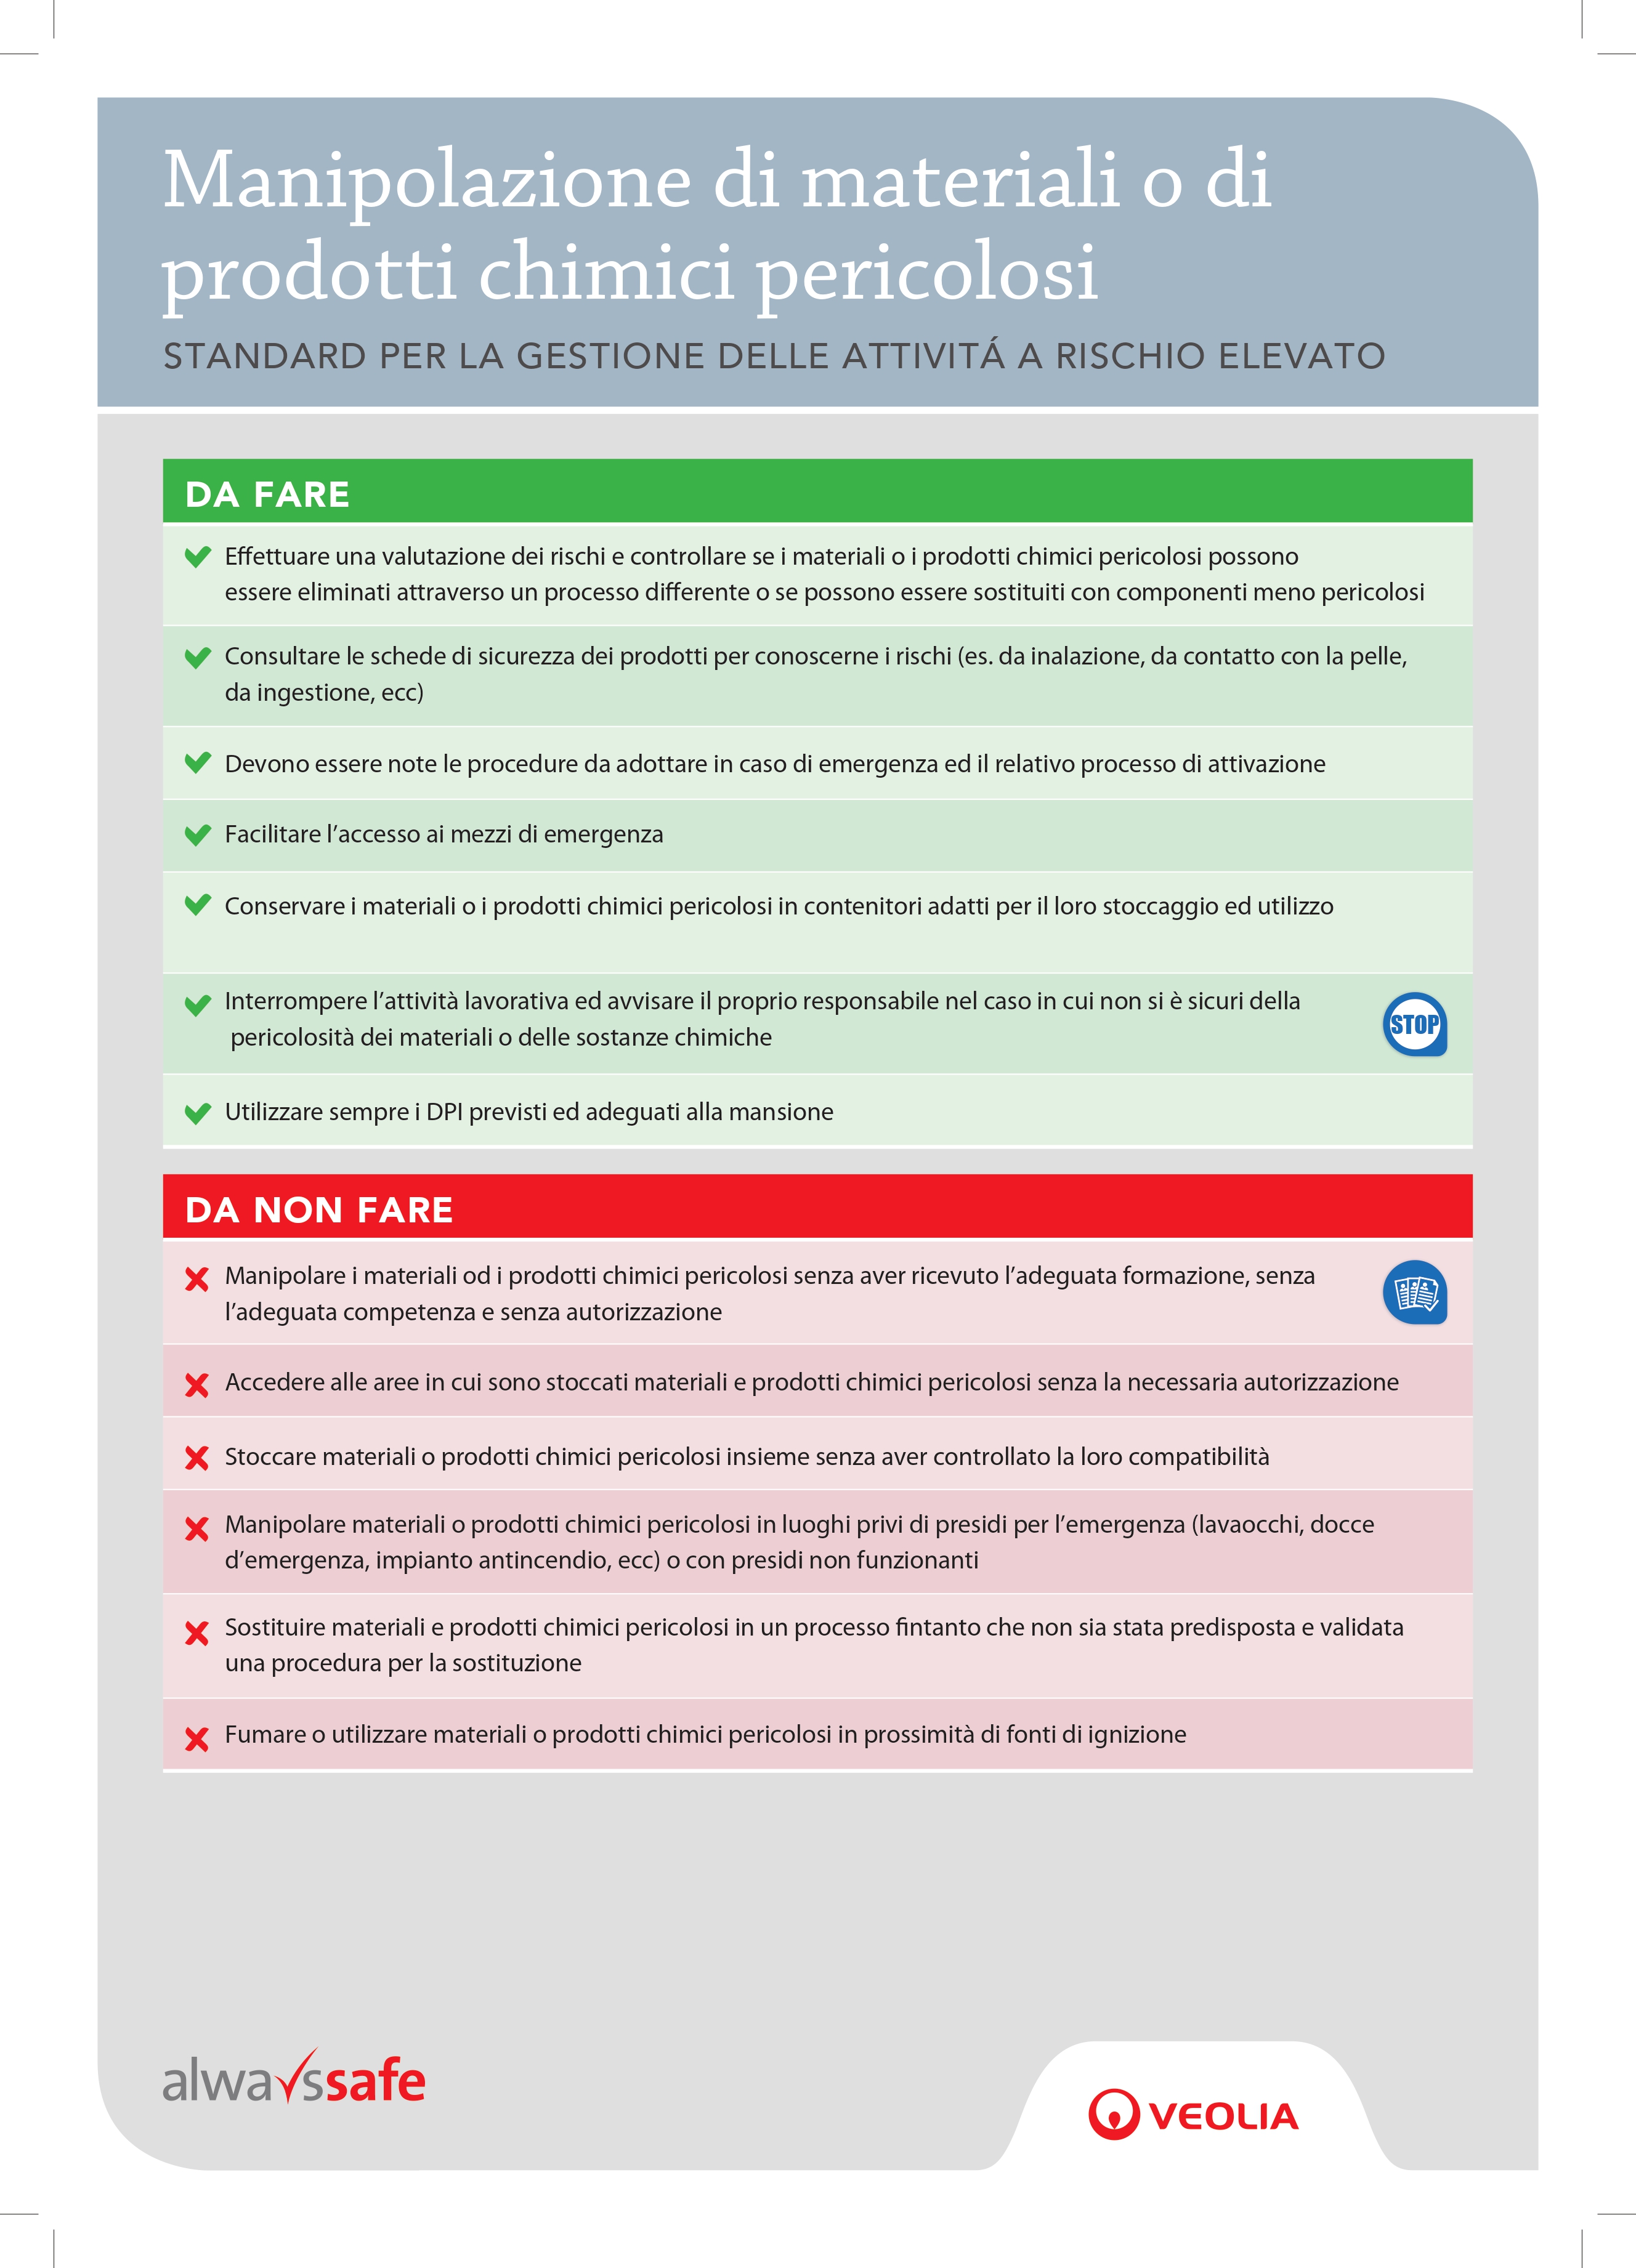 Manipolazione di materiali o di
prodotti chimici pericolosi
STANDARD PER LA GESTIONE DELLE ATTIVITÁ A RISCHIO ELEVATO
DA FARE
Effettuare una valutazione dei rischi e controllare se i materiali o i prodotti chimici pericolosi possono
essere eliminati attraverso un processo differente o se possono essere sostituiti con componenti meno pericolosi
Consultare le schede di sicurezza dei prodotti per conoscerne i rischi (es. da inalazione, da contatto con la pelle,
da ingestione, ecc)
Devono essere note le procedure da adottare in caso di emergenza ed il relativo processo di attivazione
Facilitare l’accesso ai mezzi di emergenza
Conservare i materiali o i prodotti chimici pericolosi in contenitori adatti per il loro stoccaggio ed utilizzo
Interrompere l’attività lavorativa ed avvisare il proprio responsabile nel caso in cui non si è sicuri della
pericolosità dei materiali o delle sostanze chimiche
STOP
Utilizzare sempre i DPI previsti ed adeguati alla mansione
DA NON FARE
Manipolare i materiali od i prodotti chimici pericolosi senza aver ricevuto l’adeguata formazione, senza
l’adeguata competenza e senza autorizzazione
Accedere alle aree in cui sono stoccati materiali e prodotti chimici pericolosi senza la necessaria autorizzazione
Stoccare materiali o prodotti chimici pericolosi insieme senza aver controllato la loro compatibilità
Manipolare materiali o prodotti chimici pericolosi in luoghi privi di presidi per l’emergenza (lavaocchi, docce
d’emergenza, impianto antincendio, ecc) o con presidi non funzionanti
Sostituire materiali e prodotti chimici pericolosi in un processo fintanto che non sia stata predisposta e validata
una procedura per la sostituzione
Fumare o utilizzare materiali o prodotti chimici pericolosi in prossimità di fonti di ignizione
alwayssafe
VEOLIA